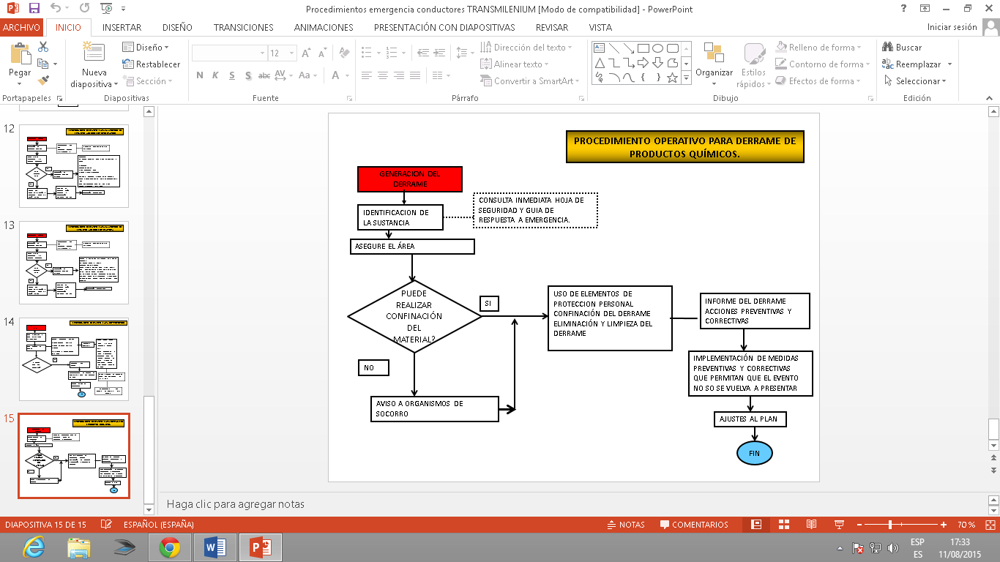 Procedimientos emergencia conductores TRANSMILENIUM [Modo de compatibilidad] - PowerPoint
ARCHIVO INICIO INSERTAR DISEÑO TRANSICIONES ANIMACIONES PRESENTACIÓN CON DIAPOSITIVAS REVISAR VISTA Iniciar sesión
Pegar
Portapapeles
Nueva
diapositiva
Diseño
Restablecer
Sección
Diapositivas
12
N K S S abc AV Aa A
Fuente
Dirección del texto
Alinear texto
Convertir a SmartArt
Párrafo
Organizar
Estilos
rápidos
Relleno de forma
Contorno de forma
Efectos de forma
Dibujo
Buscar
Reemplazar
Seleccionar
Edición
12
13
14
15
PROCEDIMIENTO OPERATIVO PARA DERRAME DE
PRODUCTOS QUÍMICOS.
GENERACION DEL
DERRAME
IDENTIFICACION DE
LA SUSTANCIA
CONSULTA INMEDIATA HOJA DE
SEGURIDAD Y GUIA DE
RESPUESTA A EMERGENCIA.
ASEGURE EL ÁREA
PUEDE
REALIZAR
CONFINACIÓN
DEL
MATERIAL?
SI
NO
AVISO A ORGANISMOS DE
SOCORRO
USO DE ELEMENTOS DE
PROTECCION PERSONAL
CONFINACIÓN DEL DERRAME
ELIMINACIÓN Y LIMPIEZA DEL
DERRAME
INFORME DEL DERRAME
ACCIONES PREVENTIVAS Y
CORRECTIVAS
IMPLEMENTACIÓN DE MEDIDAS
PREVENTIVAS Y CORRECTIVAS
QUE PERMITAN QUE EL EVENTO
NO SO SE VUELVA A PRESENTAR
AJUSTES AL PLAN
FIN
Haga clic para agregar notas
DIAPOSITIVA 15 DE 15 ESPAÑOL (ESPAÑA) NOTAS COMENTARIOS 70 %
ESP
ES
17:33
11/08/2015